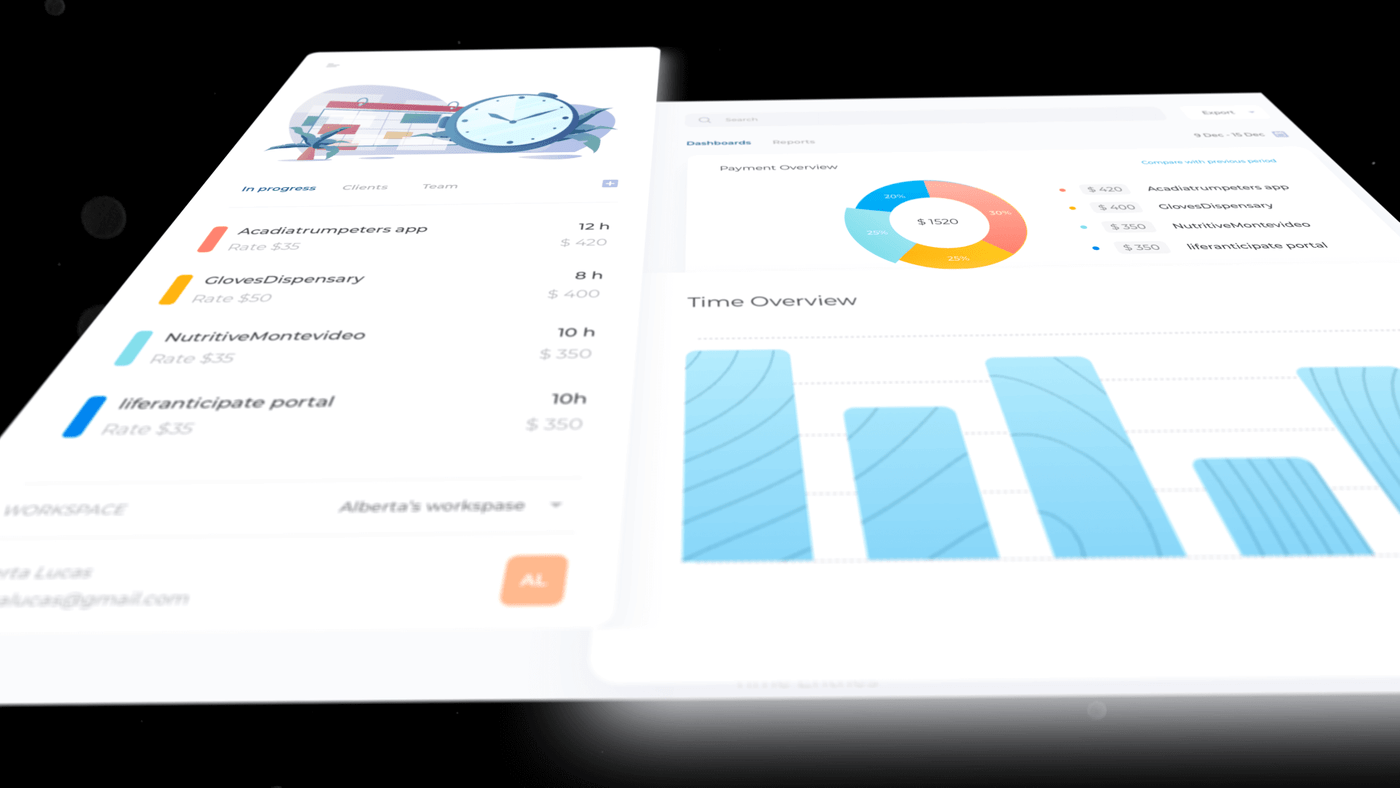 In progress Clients Team
Acadiatrumpeters app 12 h
Rate $35 $ 420
GlovesDispensary 8 h
Rate $50 $ 400
NutritiveMontevideo 10 h
Rate $35 $ 350
liferanticipate portal 10h
Rate $35 $ 350
WORKSPACE Alberta's workspase
rta Lucas
alucas@gmail.com
AL
Search
Export
Dashboards Reports
9 Dec - 15 Dec
Payment Overview
Compare with previous period
20%
30%
25%
25%
$ 1520
$ 420 Acadiatrumpeters app
$ 400 GlovesDispensary
$ 350 NutritiveMontevideo
$ 350 liferanticipate portal
Time Overview